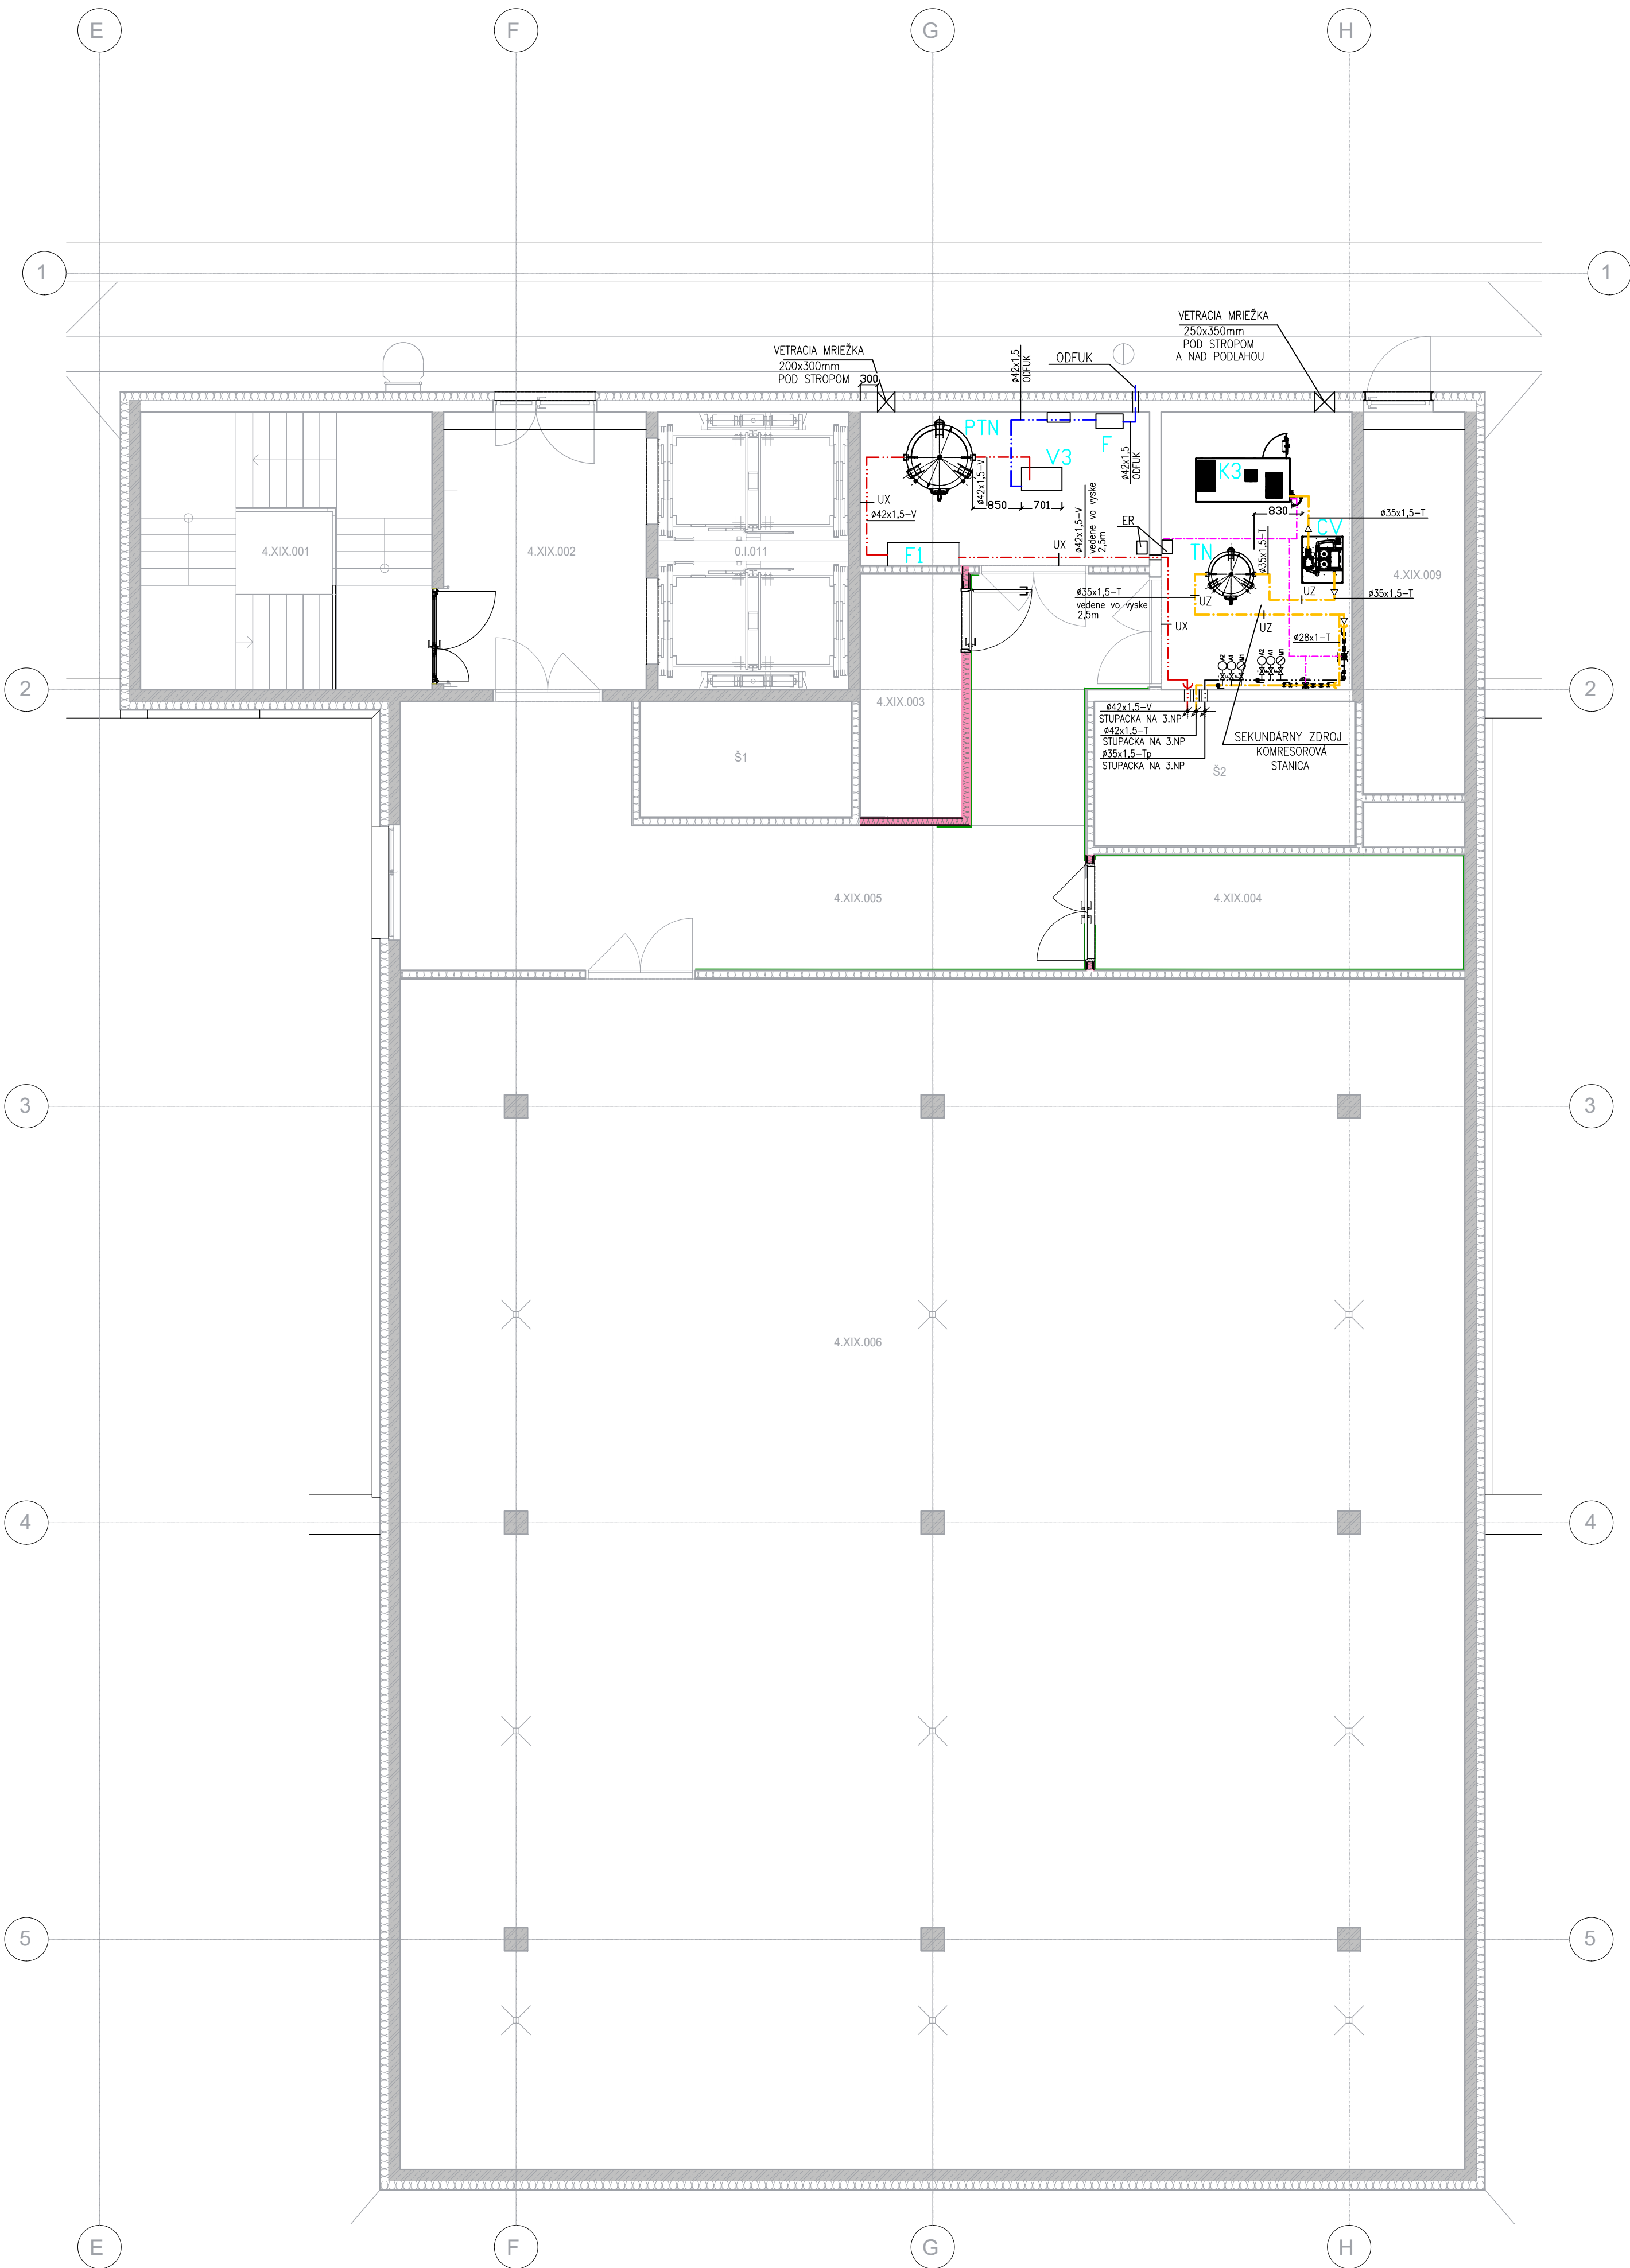 E
F
G
H
1
1
VETRACIA MRIEŽKA
250x350mm
POD STROPOM
A NAD PODLAHOU
VETRACIA MRIEŽKA
200x300mm
POD STROPOM
300
ø42x1,5
ODFUK
ODFUK
PTN
V3
F
ø42x1,5
ODFUK
K3
UX
ø42x1,5-V
ø42x1,5-V
850
701
ø42x1,5-V
vedene vo vyske
2,5m
830
ø35x1,5-T
CV
ER
TN
ø35x1,5-T
F1
UX
4.XIX.001
4.XIX.002
0.I.011
4.XIX.009
ø35x1,5-T
vedene vo vyske
2,5m
UZ
UZ
ø35x1,5-T
UX
UZ
ø28x1-T
A2
A1
M1
A2
A1
M1
2
2
4.XIX.003
ø42x1,5-V
STUPACKA NA 3.NP
ø42x1,5-T
STUPACKA NA 3.NP
ø35x1,5-Tp
STUPACKA NA 3.NP
SEKUNDÁRNY ZDROJ
KOMRESOROVÁ
STANICA
Š1
Š2
4.XIX.005
4.XIX.004
3
3
4.XIX.006
4
4
5
5
E
F
G
H